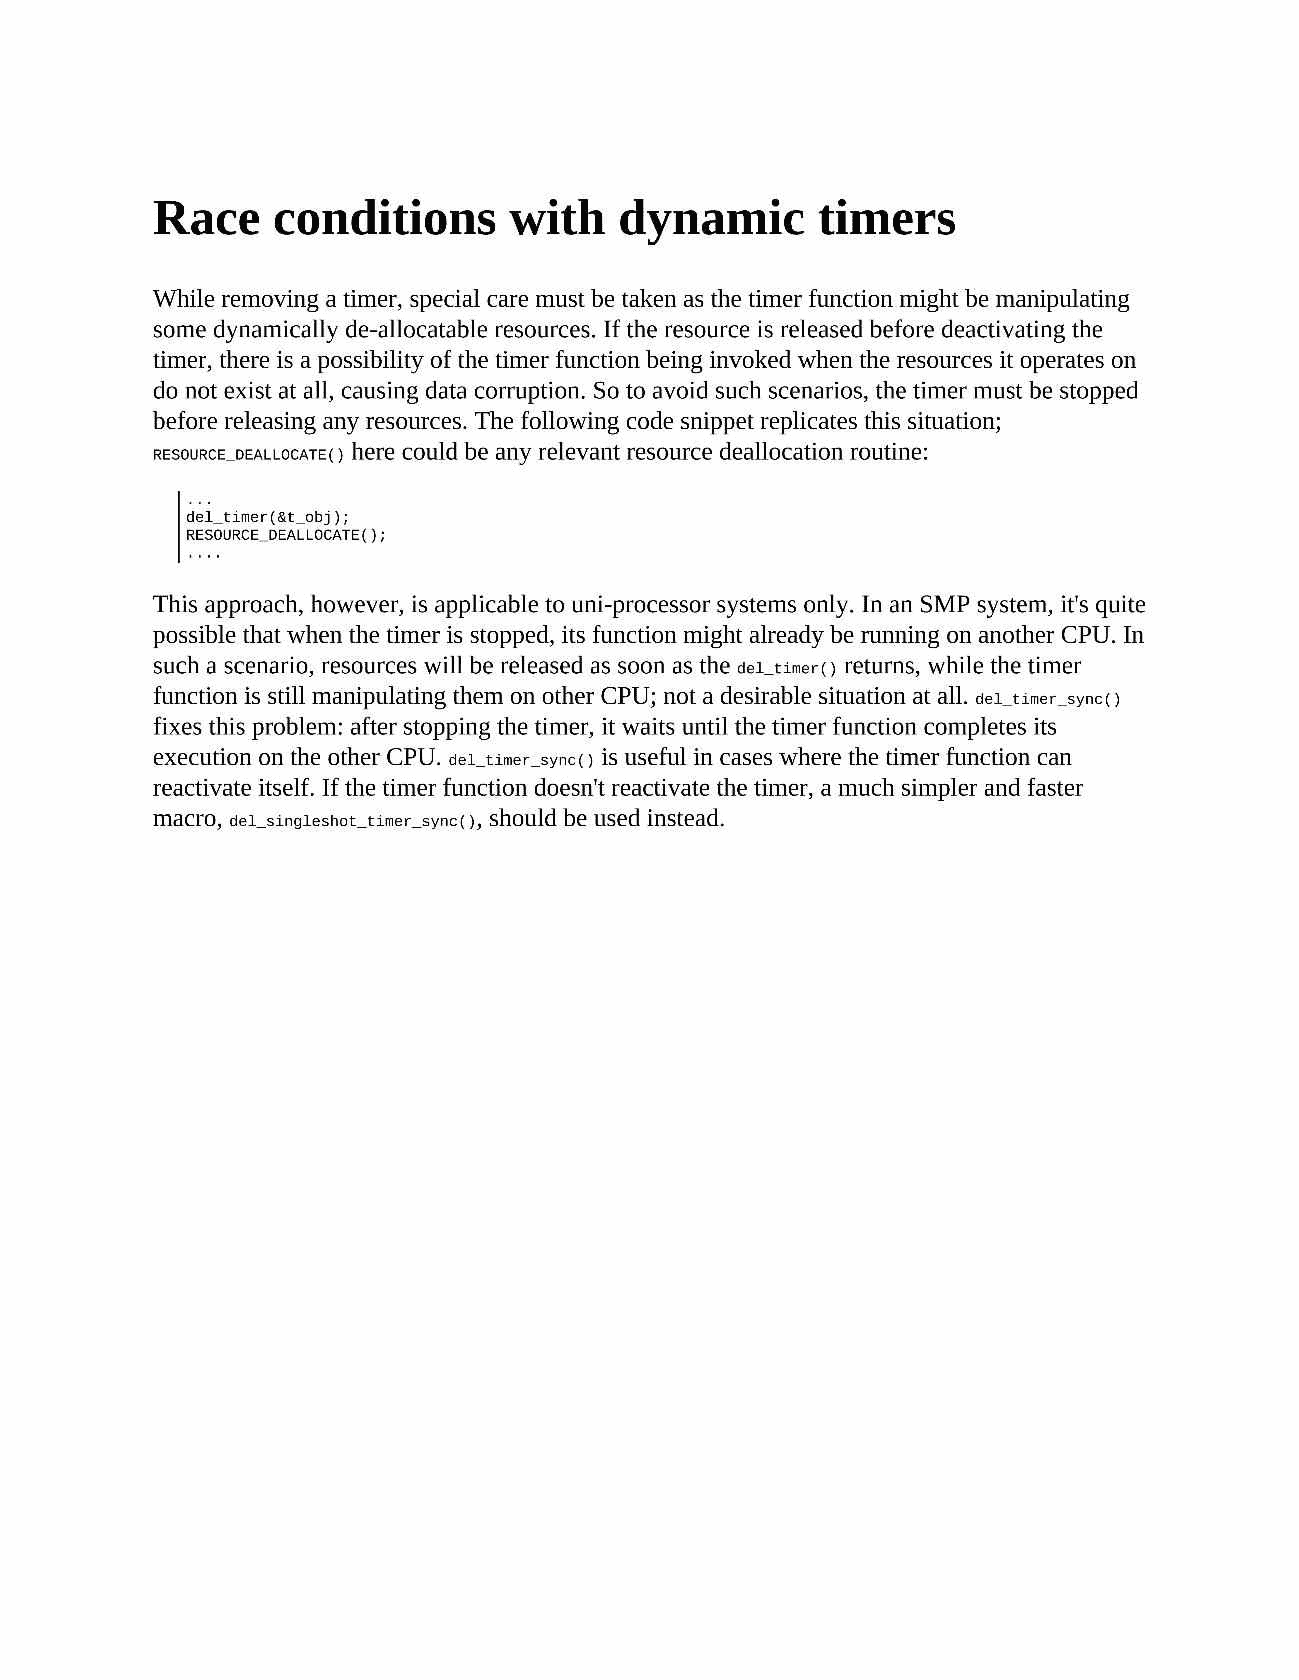 Race conditions with dynamic timers
While removing a timer, special care must be taken as the timer function might be manipulating
some dynamically de-allocatable resources. If the resource is released before deactivating the
timer, there is a possibility of the timer function being invoked when the resources it operates on
do not exist at all, causing data corruption. So to avoid such scenarios, the timer must be stopped
before releasing any resources. The following code snippet replicates this situation;
RESOURCE_DEALLOCATE() here could be any relevant resource deallocation routine:
...
del_timer(&t_obj);
RESOURCE_DEALLOCATE();
....
This approach, however, is applicable to uni-processor systems only. In an SMP system, it's quite
possible that when the timer is stopped, its function might already be running on another CPU. In
such a scenario, resources will be released as soon as the del_timer() returns, while the timer
function is still manipulating them on other CPU; not a desirable situation at all. del_timer_sync()
fixes this problem: after stopping the timer, it waits until the timer function completes its
execution on the other CPU. del_timer_sync() is useful in cases where the timer function can
reactivate itself. If the timer function doesn't reactivate the timer, a much simpler and faster
macro, del_singleshot_timer_sync(), should be used instead.